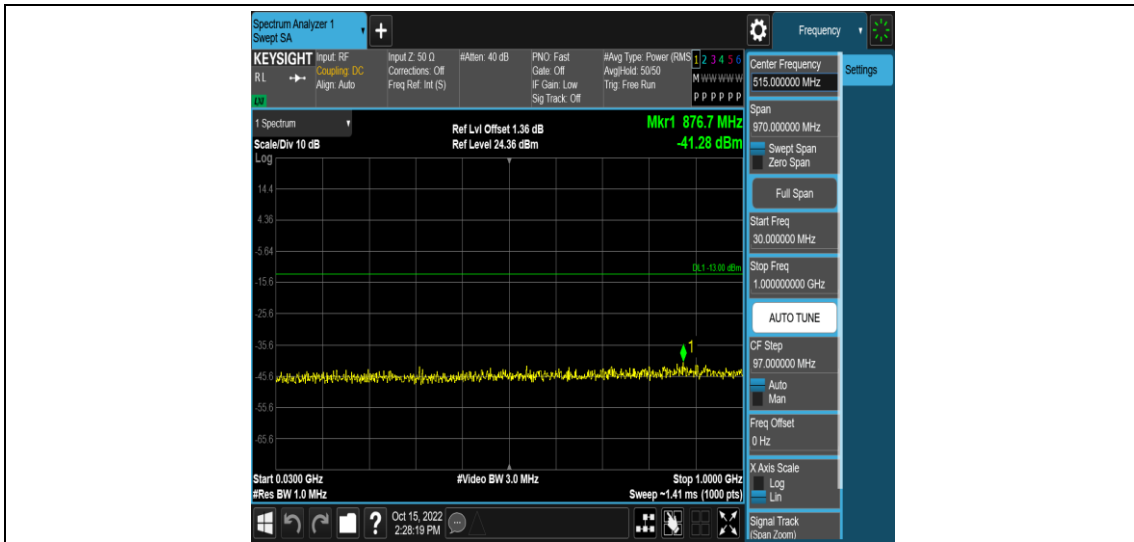 Spectrum Analyzer 1
Swept SA
+
Frequency
KEYSIGHT
RL
LXI
Input: RF
Coupling: DC
Align: Auto
Input Z: 50 Ω
Corrections: Off
Freq Ref: Int (S)
#Atten: 40 dB
PNO: Fast
Gate: Off
IF Gain: Low
Sig Track: Off
#Avg Type: Power (RMS
Avg|Hold: 50/50
Trig: Free Run
1 2 3 4 5 6
M W W W W W
P P P P P P
1 Spectrum
Scale/Div 10 dB
Ref Lvl Offset 1.36 dB
Ref Level 24.36 dBm
Mkr1 876.7 MHz
-41.28 dBm
Log
14.4
4.36
-5.64
DL1 -13.00 dBm
-15.6
-25.6
-35.6
1
-45.6
-55.6
-65.6
Start 0.0300 GHz
#Res BW 1.0 MHz
#Video BW 3.0 MHz
Stop 1.0000 GHz
Sweep ~1.41 ms (1000 pts)
Center Frequency
515.000000 MHz
Settings
Span
970.000000 MHz
Swept Span
Zero Span
Full Span
Start Freq
30.000000 MHz
Stop Freq
1.000000000 GHz
AUTO TUNE
CF Step
97.000000 MHz
Auto
Man
Freq Offset
0 Hz
X Axis Scale
Log
Lin
Signal Track
(Span Zoom)
?
Oct 15, 2022
2:28:19 PM